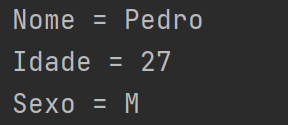 Nome = Pedro
Idade = 27
Sexo = M